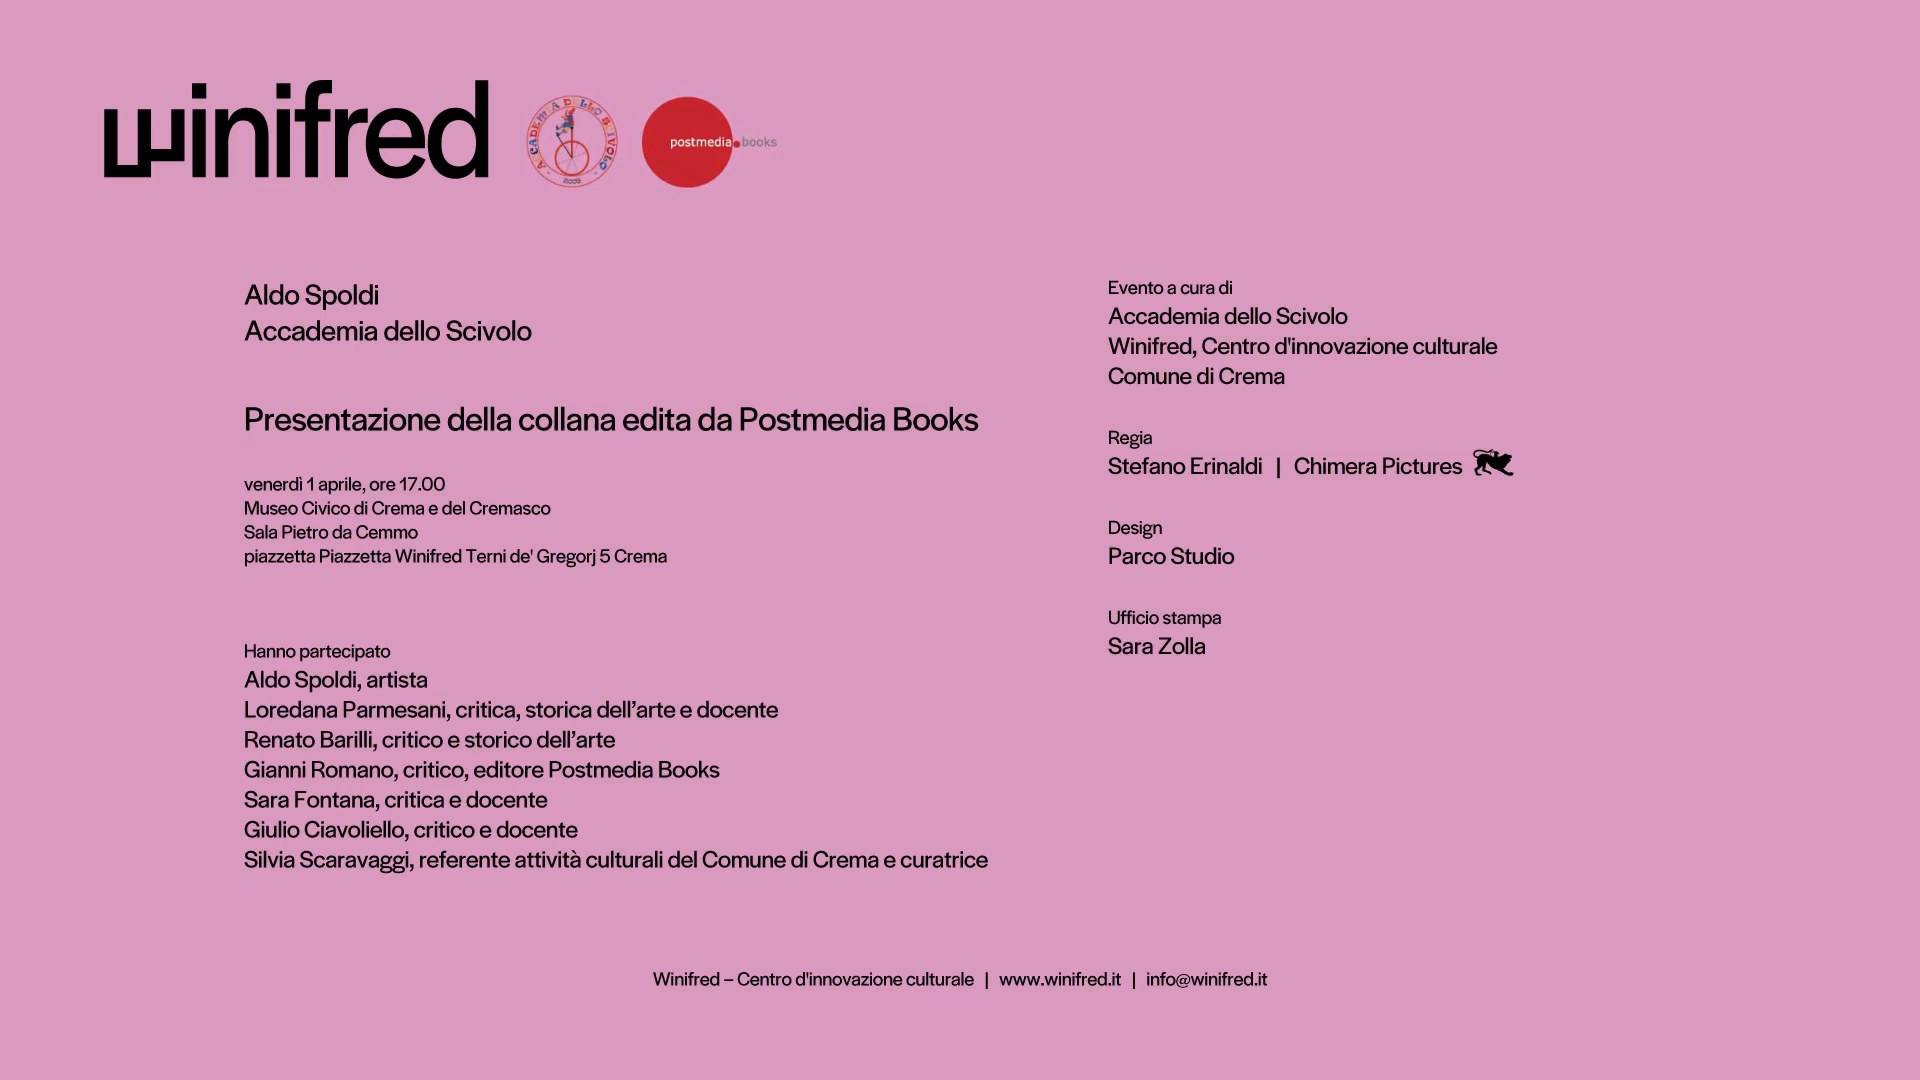 winifred
ACCADEMIA DELLO SCIVOLO
postmedia books
Aldo Spoldi
Accademia dello Scivolo
Presentazione della collana edita da Postmedia Books
venerdì 1 aprile, ore 17.00
Museo Civico di Crema e del Cremasco
Sala Pietro da Cemmo
piazzetta Piazzetta Winifred Terni de' Gregorj 5 Crema
Hanno partecipato
Aldo Spoldi, artista
Loredana Parmesani, critica, storica dell’arte e docente
Renato Barilli, critico e storico dell’arte
Gianni Romano, critico, editore Postmedia Books
Sara Fontana, critica e docente
Giulio Ciavoliello, critico e docente
Silvia Scaravaggi, referente attività culturali del Comune di Crema e curatrice
Evento a cura di
Accademia dello Scivolo
Winifred, Centro d'innovazione culturale
Comune di Crema
Regia
Stefano Erinaldi | Chimera Pictures
Design
Parco Studio
Ufficio stampa
Sara Zolla
Winifred – Centro d'innovazione culturale | www.winifred.it | info@winifred.it